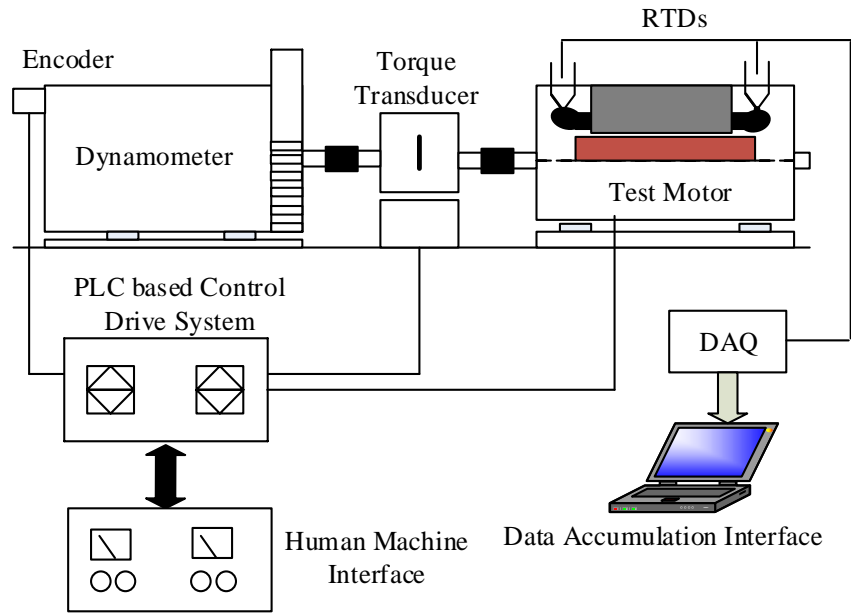 RTDs
Encoder
Torque
Transducer
Dynamometer
Test Motor
PLC based Control
Drive System
DAQ
Human Machine
Interface
Data Accumulation Interface